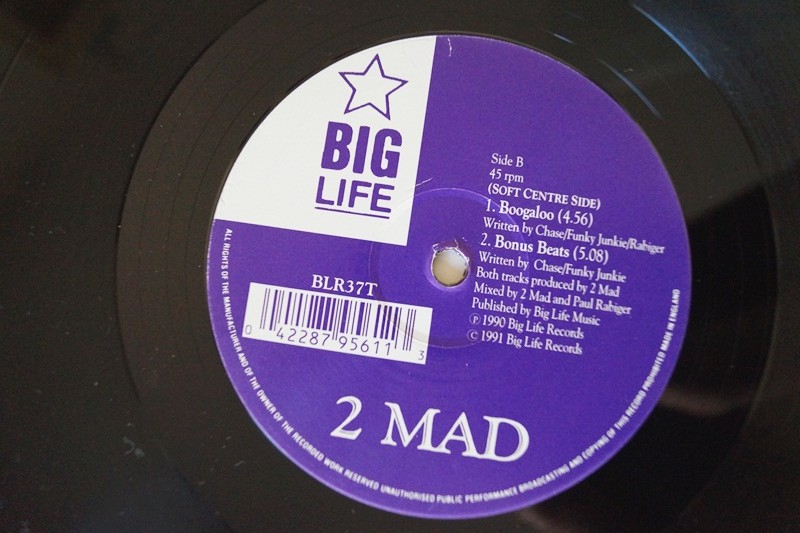 BIG
LIFE
Side B
45 rpm
(SOFT CENTRE SIDE)
1. Boogaloo (4.56)
Written by Chase/Funky Junkie/Rabiger
2. Bonus Beats (5.08)
Written by Chase/Funky Junkie
Both tracks produced by 2 Mad
Mixed by 2 Mad and Paul Rabiger
Published by Big Life Music
℗ 1990 Big Life Records
© 1991 Big Life Records
BLR37T
0 42287 95611 3
2 MAD
ALL RIGHTS OF THE MANUFACTURER AND OF THE OWNER OF THE RECORDED WORK RESERVED UNAUTHORISED PUBLIC PERFORMANCE BROADCASTING AND COPYING OF THIS RECORD PROHIBITED MADE IN ENGLAND